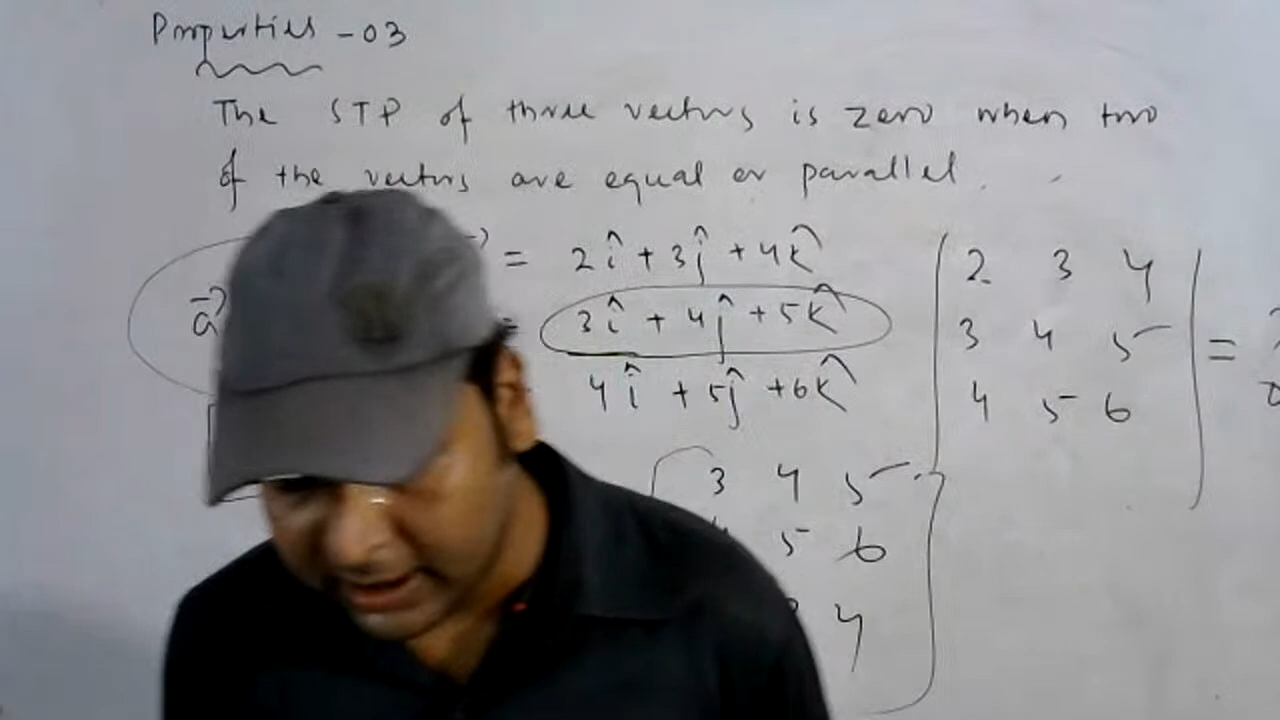 Properties - 03
The STP of three vectors is zero when two
of the vectors are equal or parallel.
= 2î + 3ĵ + 4k̂
a⃗ = 3î + 4ĵ + 5k̂
4î + 5ĵ + 6k̂
| 2 3 4 |
| 3 4 5 | =
| 4 5 6 |
3 4 5
5 6
4